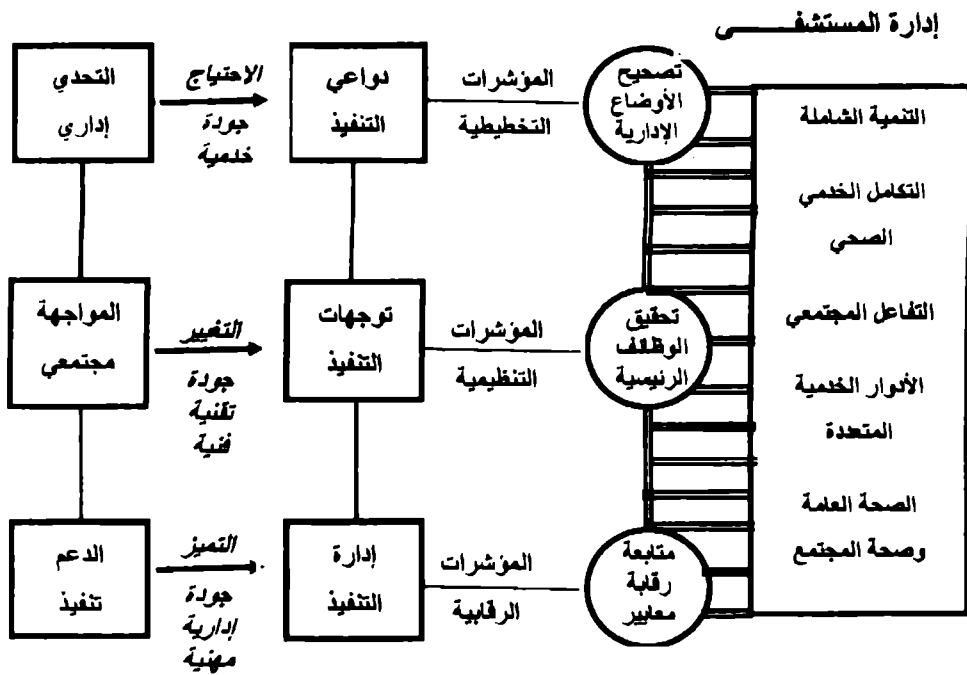 إدارة المستشفـــــى
التنمية الشاملة
التكامل الخدمي
الصحي
التفاعل المجتمعي
الأدوار الخدمية
المتعددة
الصحة العامة
وصحة المجتمع
تصحيح
الأوضاع
الإدارية
المؤشرات
التخطيطية
دواعي
التنفيذ
الاحتياج
جودة
خدمية
التحدي
إداري
تحقيق
الوظائف
الرئيسية
المؤشرات
التنظيمية
توجهات
التنفيذ
التغيير
جودة
تقنية
فنية
المواجهة
مجتمعي
متابعة
رقابة
معايير
المؤشرات
الرقابية
إدارة
التنفيذ
التميز
جودة
إدارية
مهنية
الدعم
تنفيذ